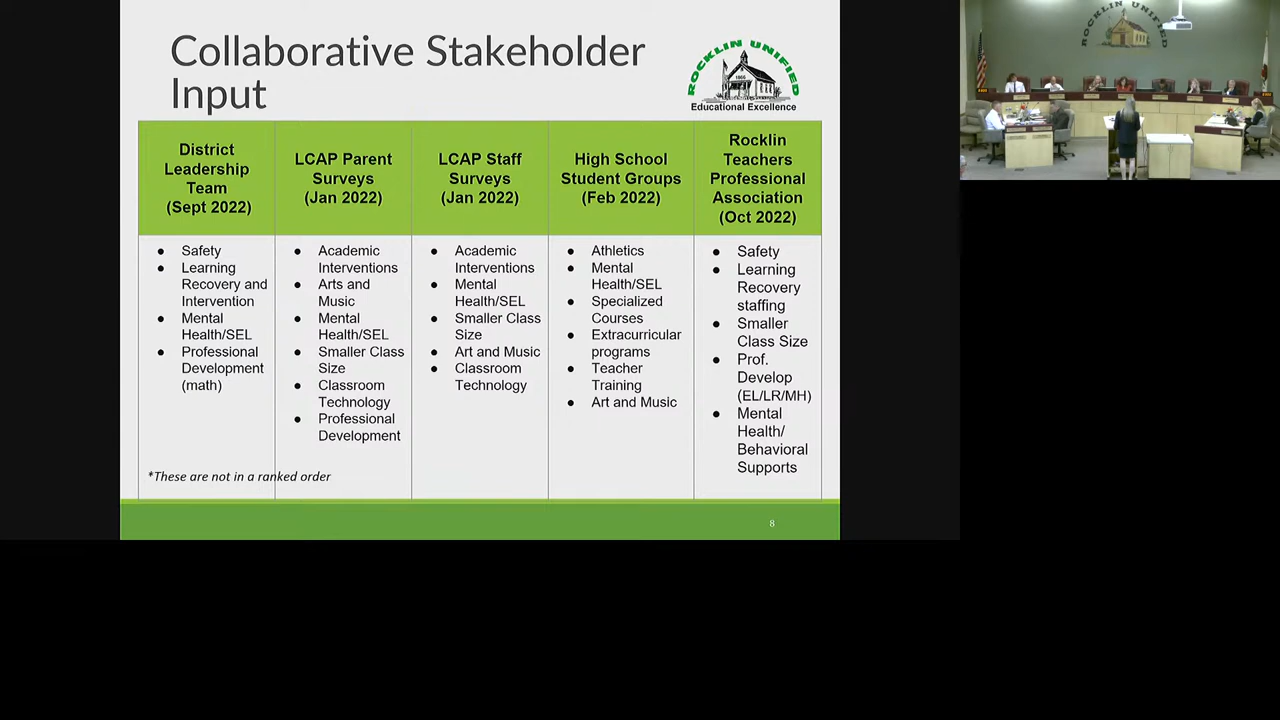 Collaborative Stakeholder
Input
ROCKLIN UNIFIED
1866
Educational Excellence
District
Leadership
Team
(Sept 2022)
LCAP Parent
Surveys
(Jan 2022)
LCAP Staff
Surveys
(Jan 2022)
High School
Student Groups
(Feb 2022)
Rocklin
Teachers
Professional
Association
(Oct 2022)
● Safety
● Learning
Recovery and
Intervention
● Mental
Health/SEL
● Professional
Development
(math)
● Academic
Interventions
● Arts and
Music
● Mental
Health/SEL
● Smaller Class
Size
● Classroom
Technology
● Professional
Development
● Academic
Interventions
● Mental
Health/SEL
● Smaller Class
Size
● Art and Music
● Classroom
Technology
● Athletics
● Mental
Health/SEL
● Specialized
Courses
● Extracurricular
programs
● Teacher
Training
● Art and Music
● Safety
● Learning
Recovery
staffing
● Smaller
Class Size
● Prof.
Develop
(EL/LR/MH)
● Mental
Health/
Behavioral
Supports
*These are not in a ranked order
8
ROCKLIN UNIFIED